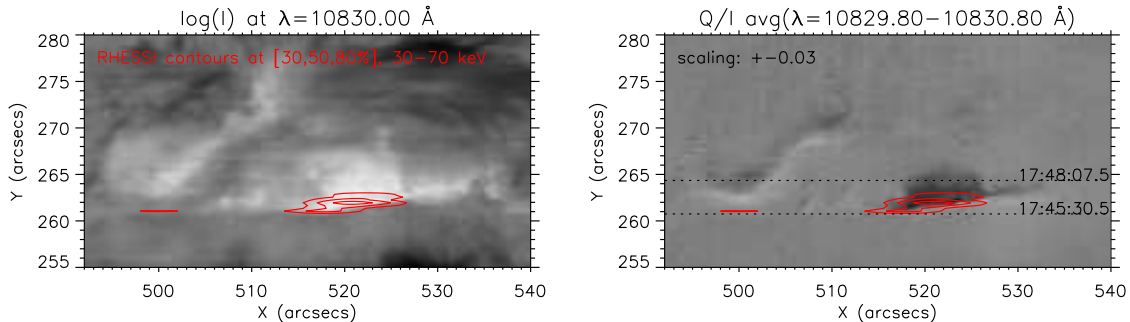 log(I) at λ=10830.00 Å
RHESSI contours at [30,50,80%], 30−70 keV
280
275
270
265
260
255
Y (arcsecs)
500 510 520 530 540
X (arcsecs)
Q/I avg(λ=10829.80−10830.80 Å)
scaling: +−0.03
280
275
270
265
260
255
Y (arcsecs)
17:48:07.5
17:45:30.5
500 510 520 530 540
X (arcsecs)